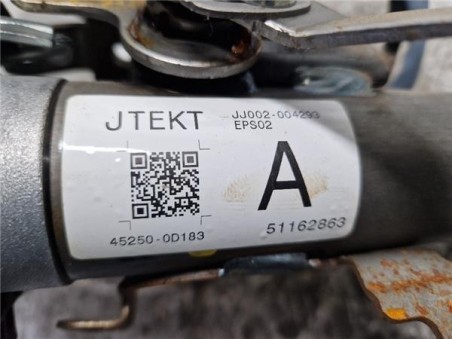 JTEKT
JJ002-004293
EPS02
A
45250-0D183
51162863